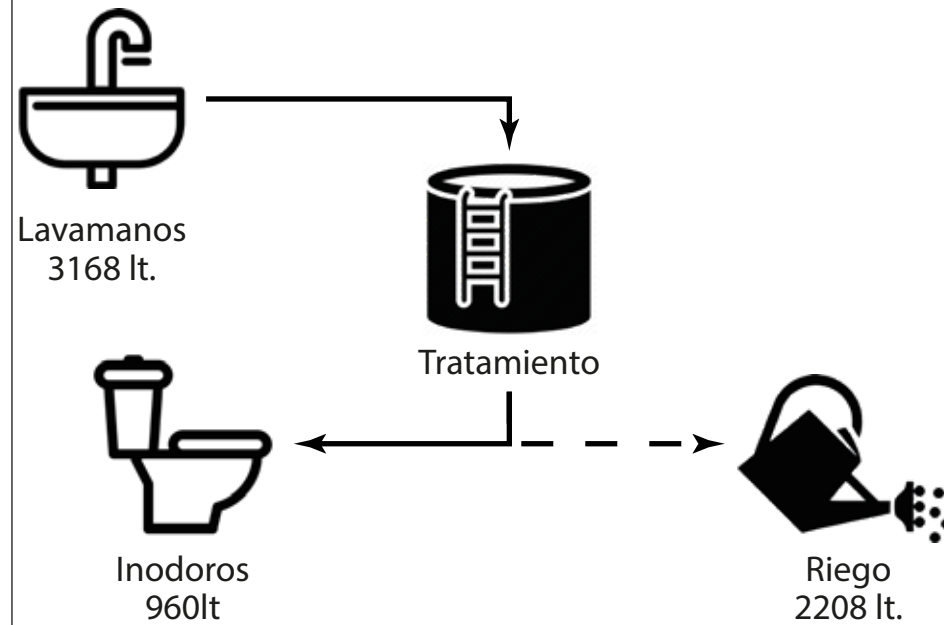 Lavamanos
3168 lt.
Tratamiento
Inodoros
960lt
Riego
2208 lt.